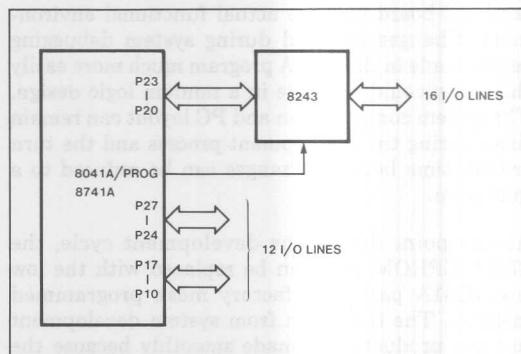 P23
P20
8243
16 I/O LINES
8041A/PROG
8741A
P27
P24
12 I/O LINES
P17
P10